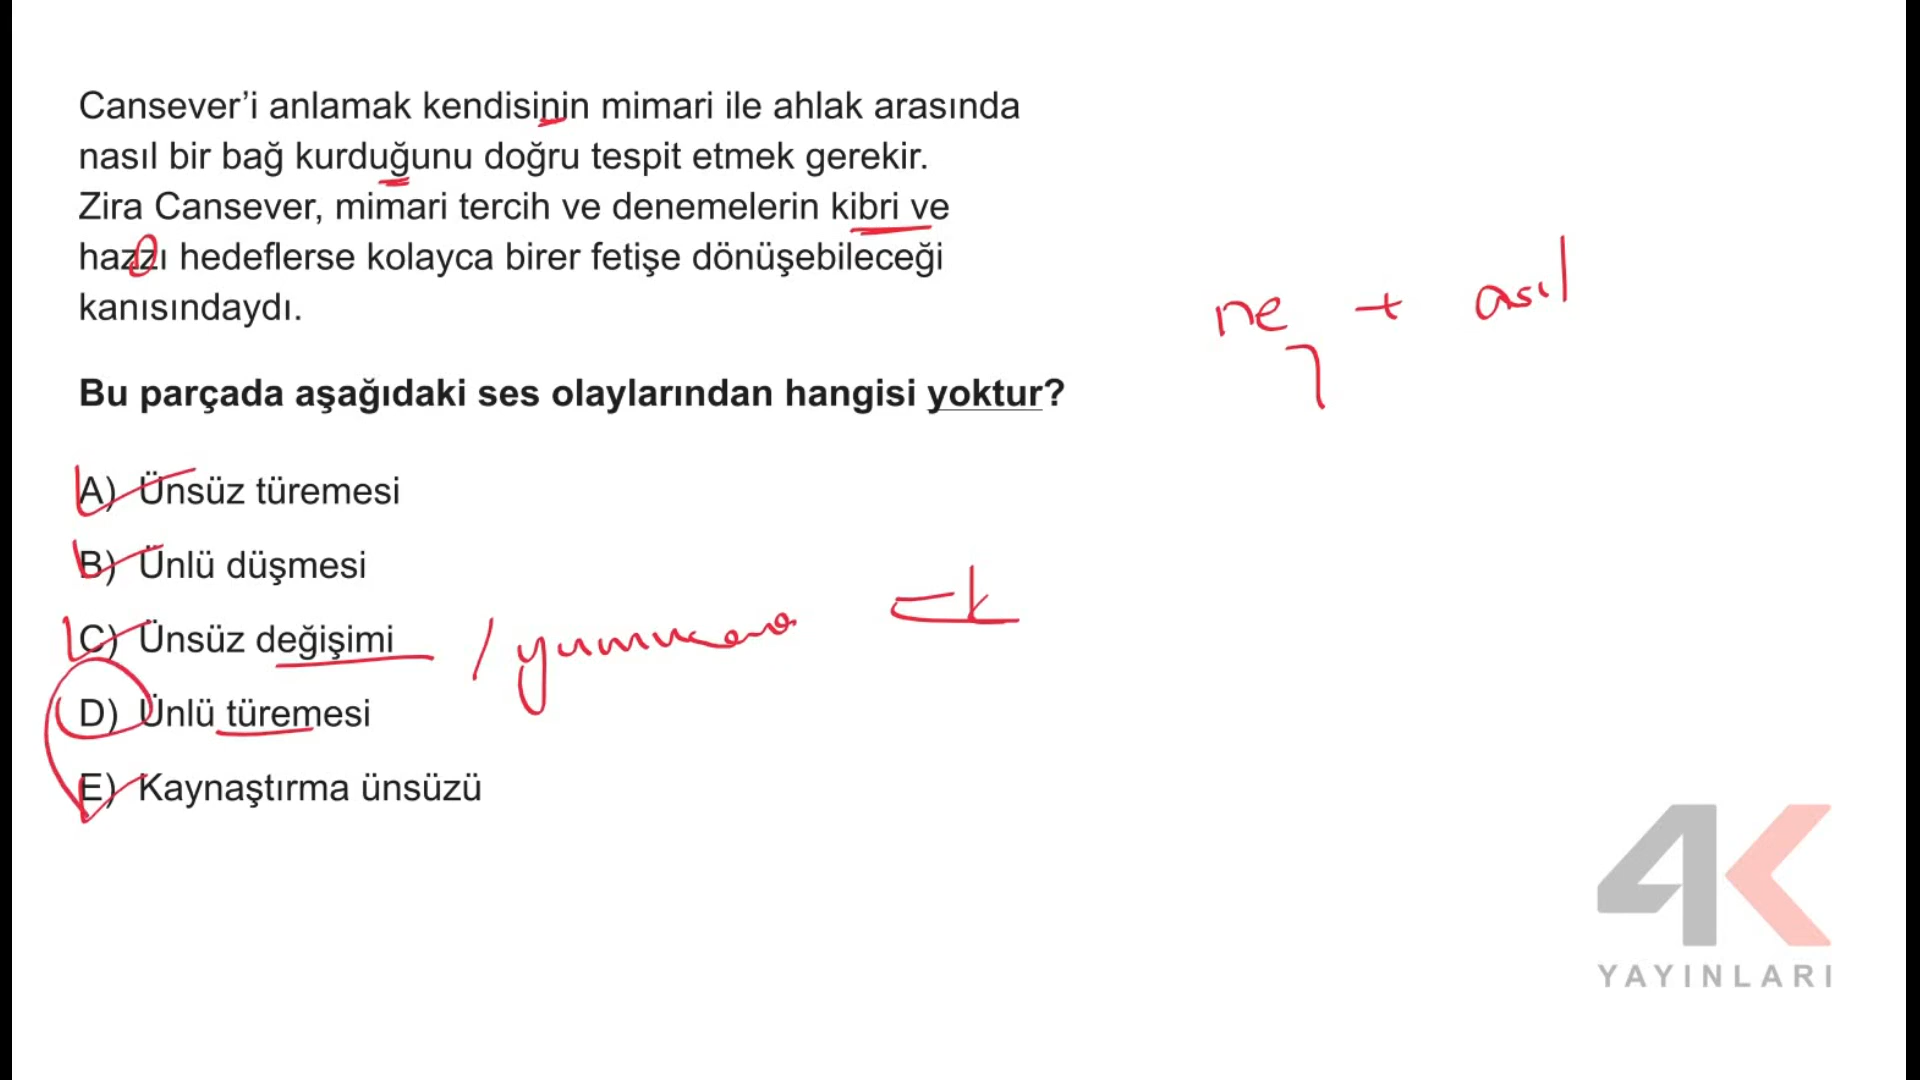 Cansever’i anlamak kendisinin mimari ile ahlak arasında
nasıl bir bağ kurduğunu doğru tespit etmek gerekir.
Zira Cansever, mimari tercih ve denemelerin kibri ve
hazzı hedeflerse kolayca birer fetişe dönüşebileceği
kanısındaydı.
ne + asıl
Bu parçada aşağıdaki ses olaylarından hangisi yoktur?
A) Ünsüz türemesi
B) Ünlü düşmesi
C) Ünsüz değişimi /
D) Ünlü türemesi
E) Kaynaştırma ünsüzü
4K
YAYINLARI